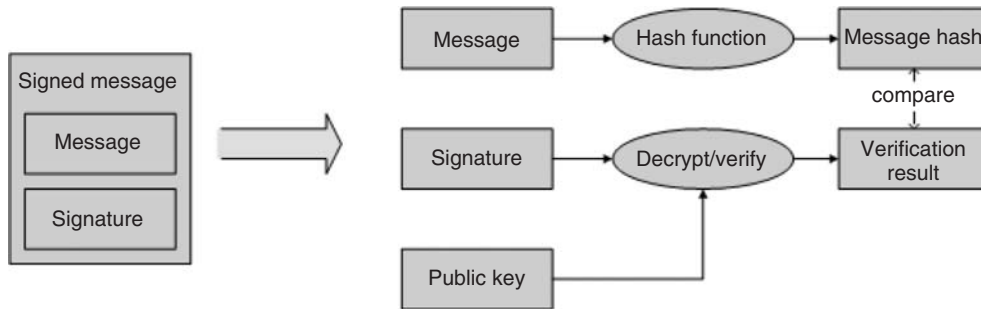 Signed message
Message
Signature
Message
Hash function
Message hash
compare
Signature
Decrypt/verify
Verification
result
Public key